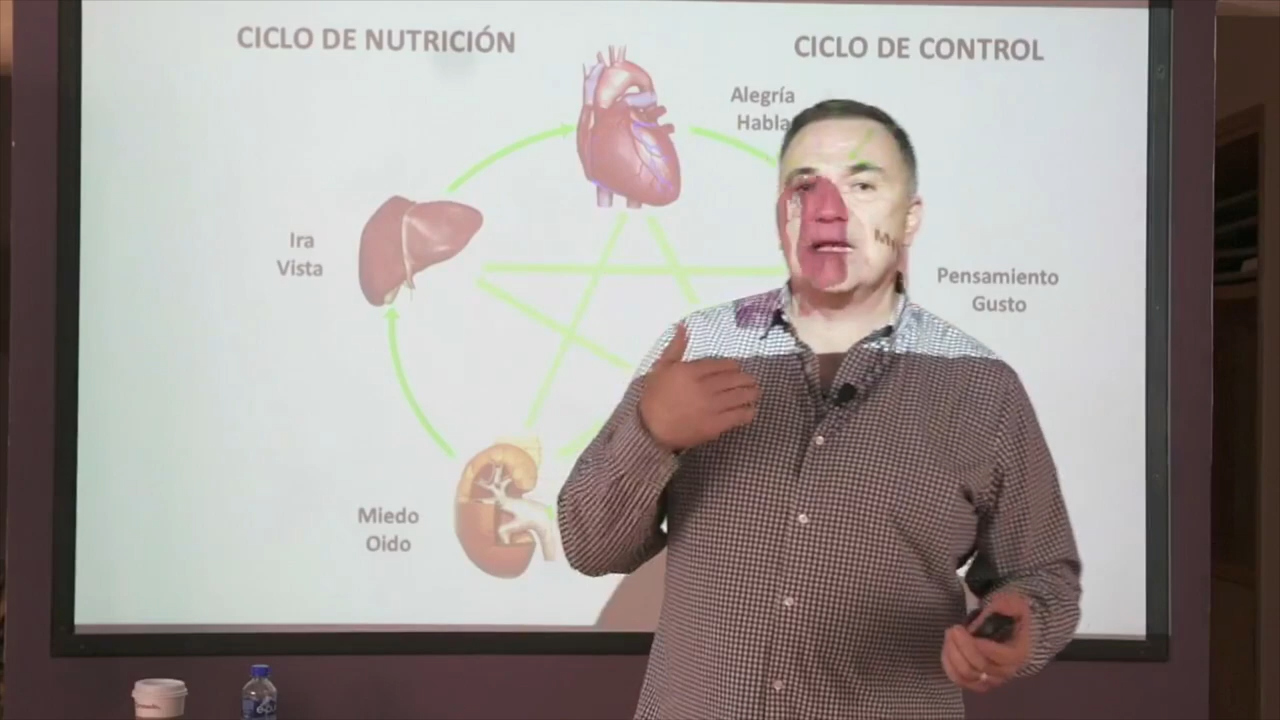 CICLO DE NUTRICIÓN
CICLO DE CONTROL
Alegría
Habla
Ira
Vista
Pensamiento
Gusto
Miedo
Oido